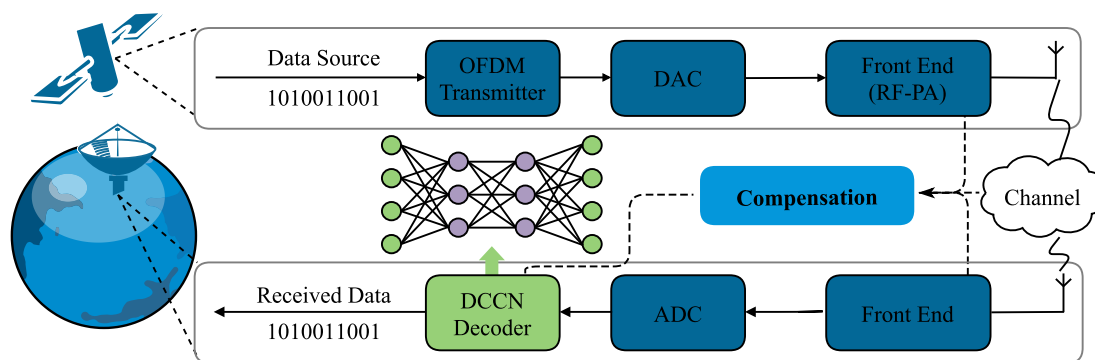 Data Source
1010011001
OFDM
Transmitter
DAC
Front End
(RF-PA)
Compensation
Channel
Received Data
1010011001
DCCN
Decoder
ADC
Front End